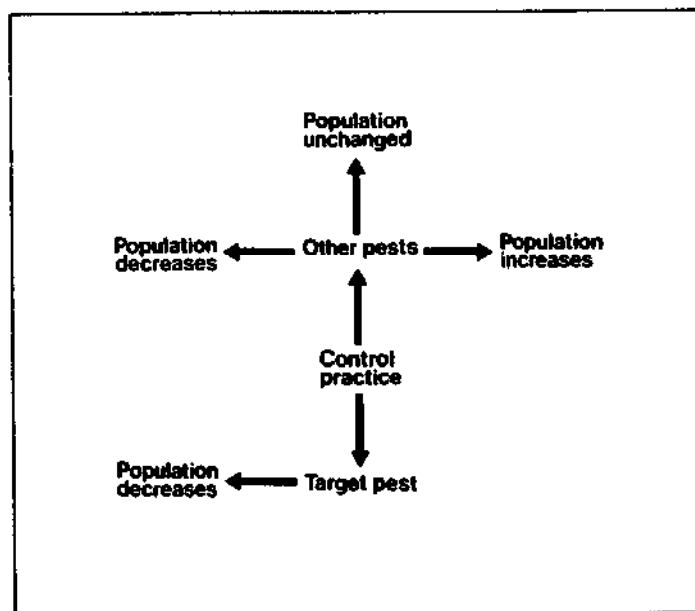 Population
unchanged
Population
decreases
Other pests
Population
increases
Control
practice
Population
decreases
Target pest